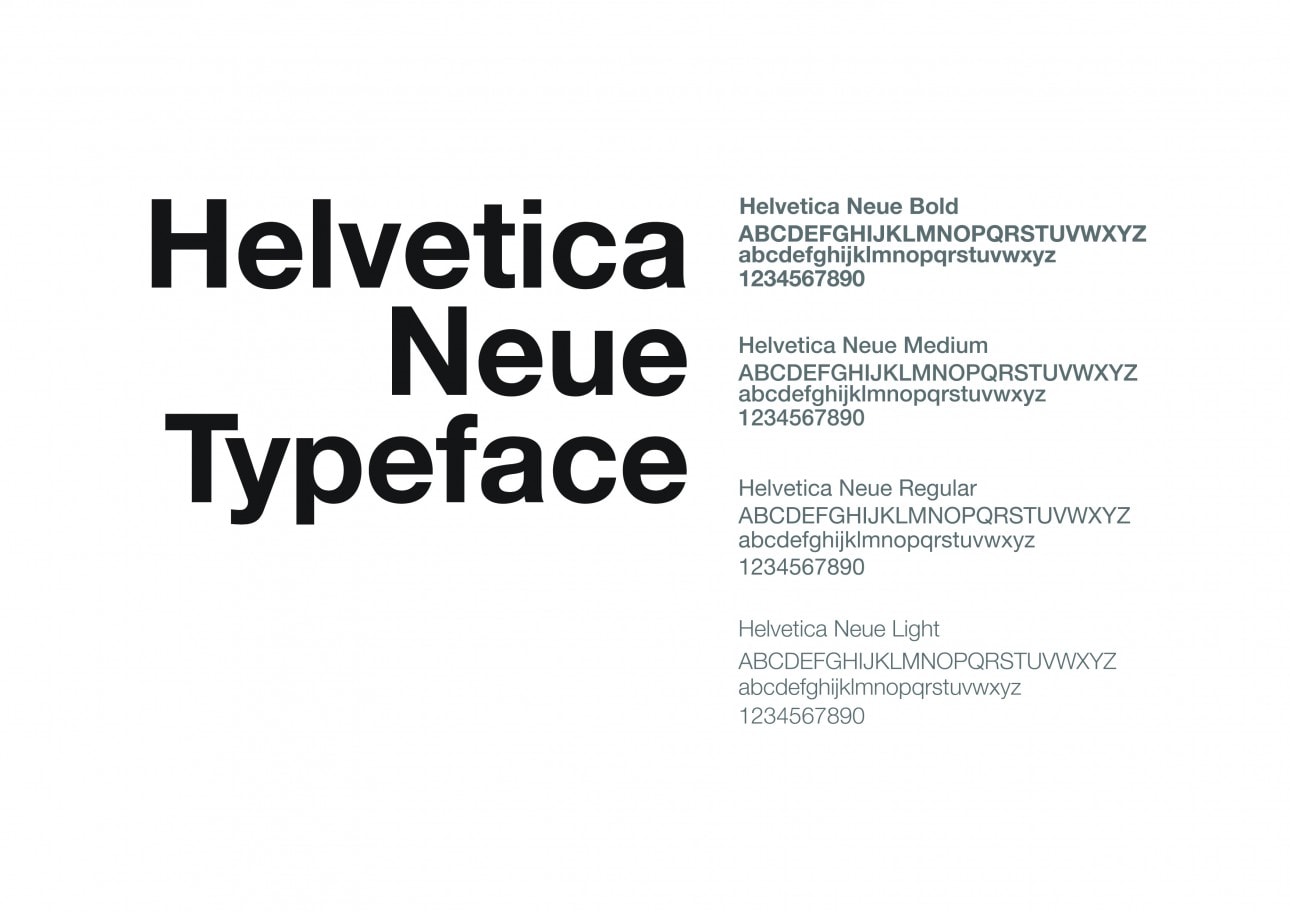 Helvetica
Neue
Typeface
Helvetica Neue Bold
ABCDEFGHIJKLMNOPQRSTUVWXYZ
abcdefghijklmnopqrstuvwxyz
1234567890
Helvetica Neue Medium
ABCDEFGHIJKLMNOPQRSTUVWXYZ
abcdefghijklmnopqrstuvwxyz
1234567890
Helvetica Neue Regular
ABCDEFGHIJKLMNOPQRSTUVWXYZ
abcdefghijklmnopqrstuvwxyz
1234567890
Helvetica Neue Light
ABCDEFGHIJKLMNOPQRSTUVWXYZ
abcdefghijklmnopqrstuvwxyz
1234567890